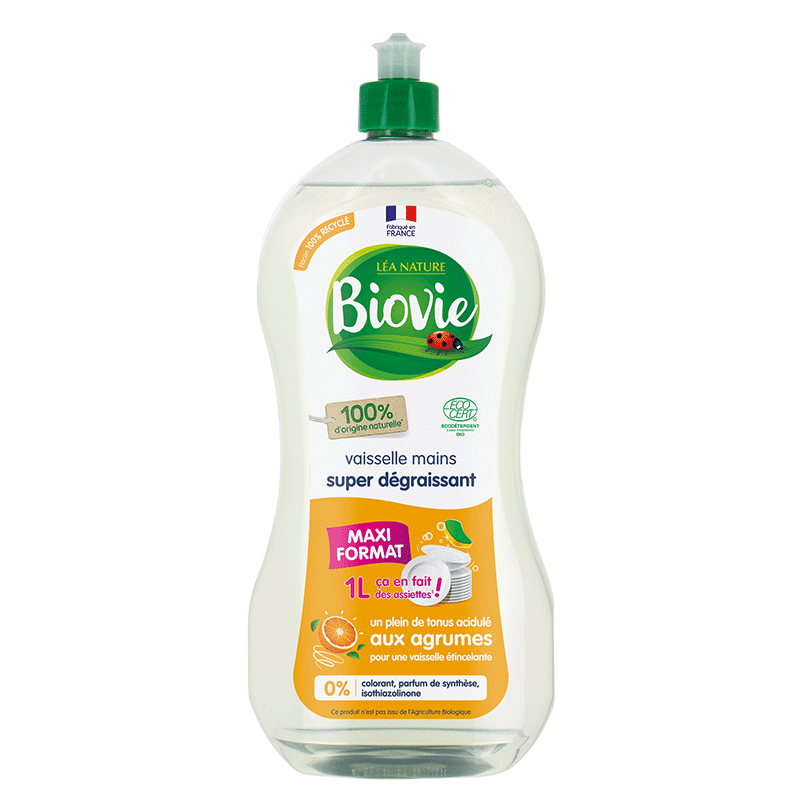 Fabriqué en
FRANCE
Flacon 100% RECYCLÉ
LÉA NATURE
Biovie
100%
d'origine naturelle*
ECO
CERT
ECODÉTERGENT
BIO
vaisselle mains
super dégraissant
MAXI
FORMAT
1L ça en fait
des assiettes !
un plein de tonus acidulé
aux agrumes
pour une vaisselle étincelante
0% colorant, parfum de synthèse,
isothiazolinone
Ce produit n'est pas issu de l'Agriculture Biologique